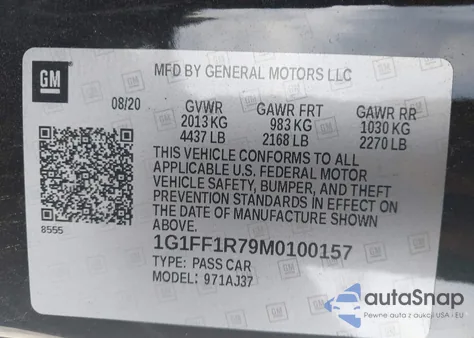 GM
MFD BY GENERAL MOTORS LLC
08/20 GVWR GAWR FRT GAWR RR
2013 KG 983 KG 1030 KG
4437 LB 2168 LB 2270 LB
THIS VEHICLE CONFORMS TO ALL
APPLICABLE U.S. FEDERAL MOTOR
VEHICLE SAFETY, BUMPER, AND THEFT
PREVENTION STANDARDS IN EFFECT ON
THE DATE OF MANUFACTURE SHOWN
ABOVE.
8555
1G1FF1R79M0100157
TYPE: PASS CAR
MODEL: 971AJ37
autoSnap
Pewne auta z aukcji USA i EU